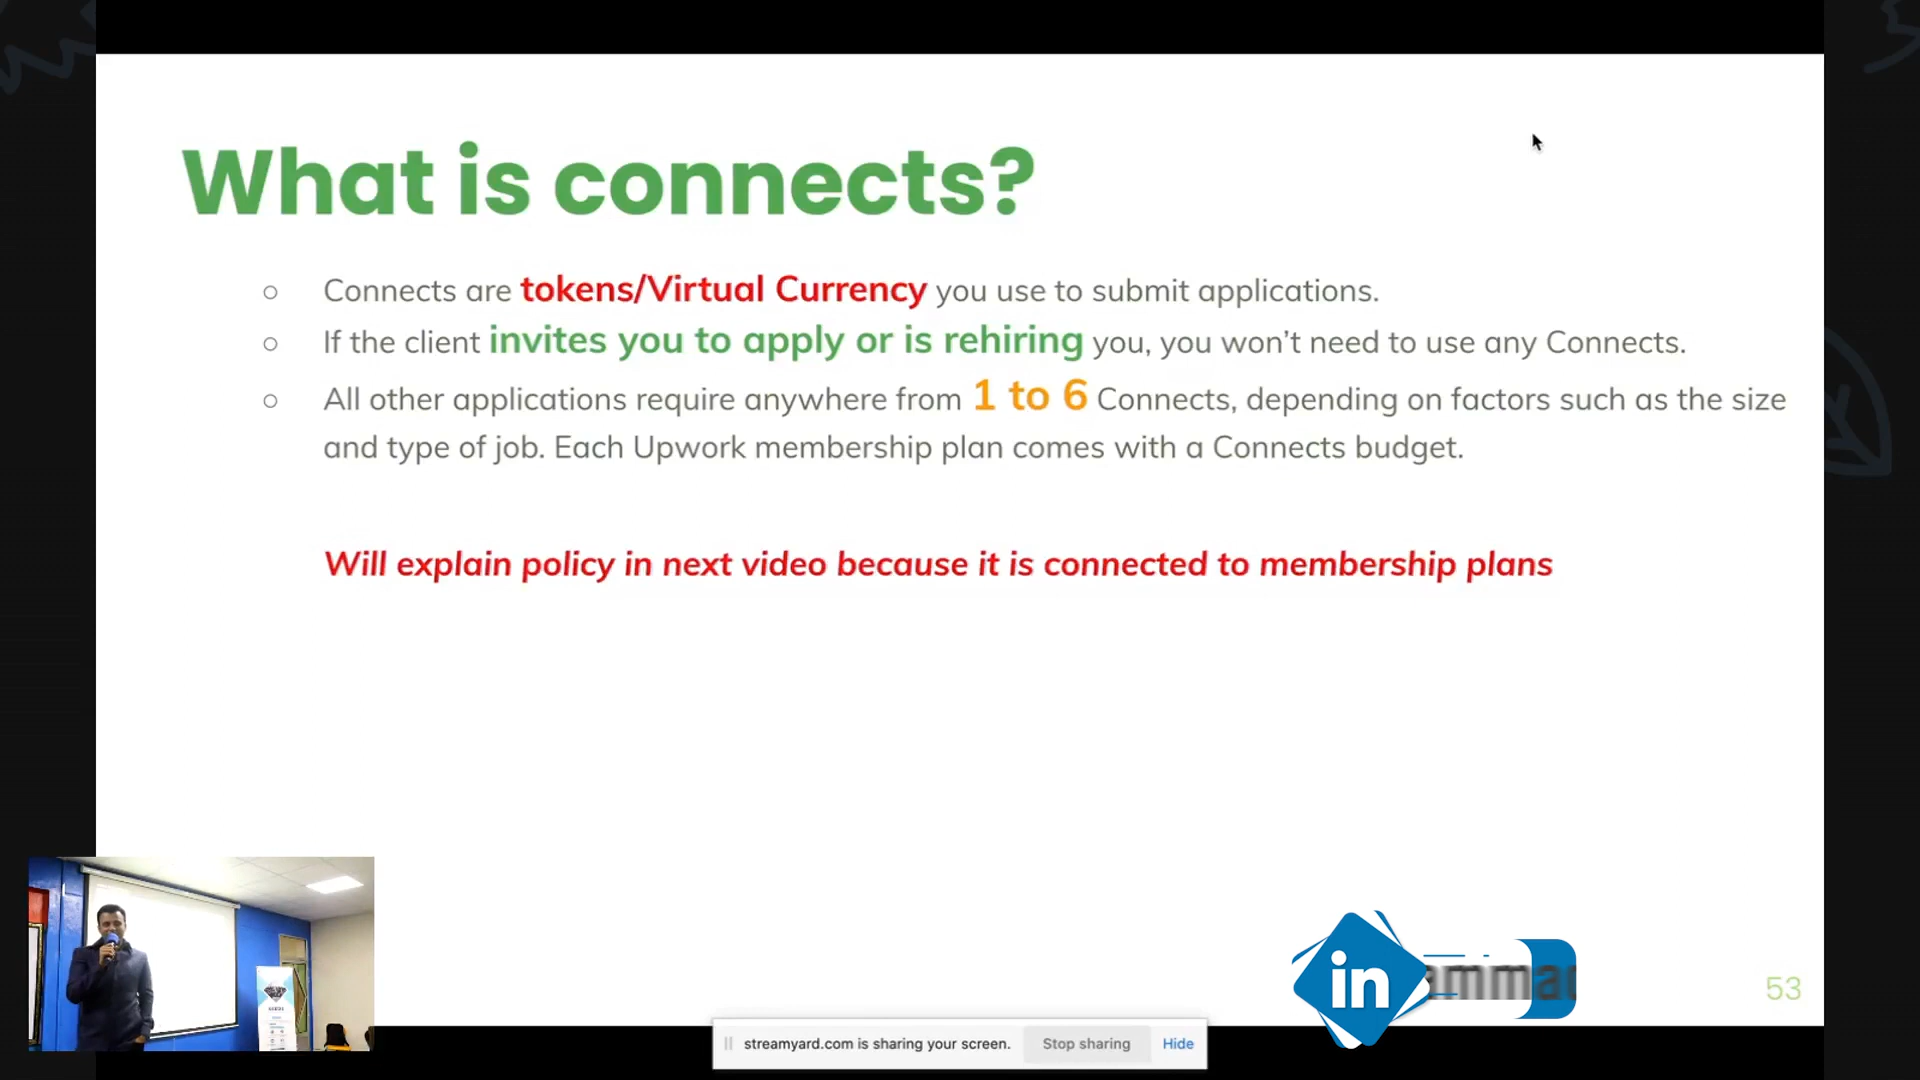 What is connects?
○ Connects are tokens/Virtual Currency you use to submit applications.
○ If the client invites you to apply or is rehiring you, you won’t need to use any Connects.
○ All other applications require anywhere from 1 to 6 Connects, depending on factors such as the size
and type of job. Each Upwork membership plan comes with a Connects budget.
Will explain policy in next video because it is connected to membership plans
in
53
streamyard.com is sharing your screen. Stop sharing Hide